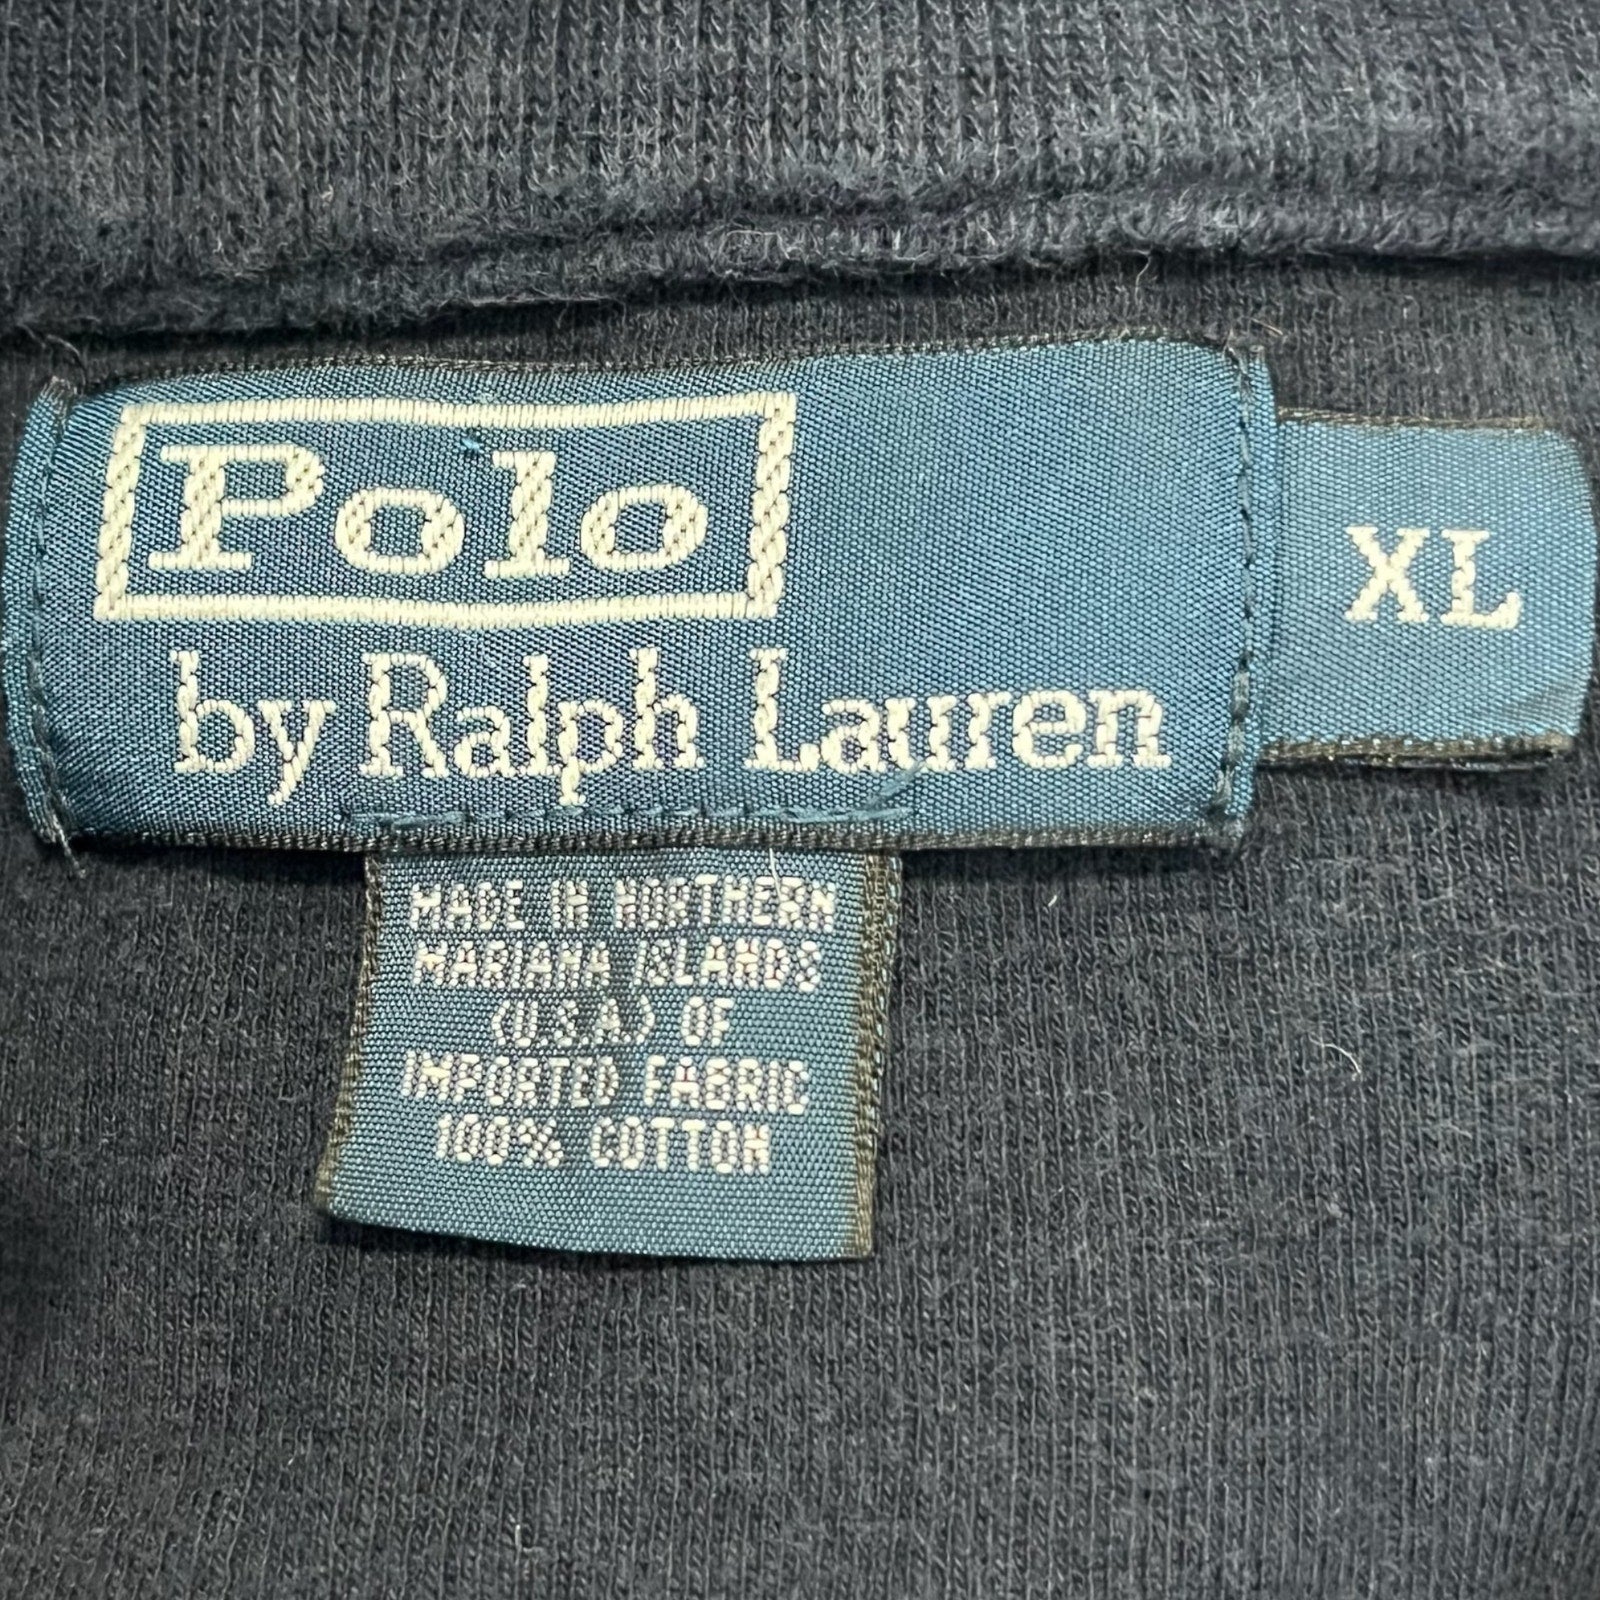 Polo
by Ralph Lauren
XL
MADE IN NORTHERN
MARIANA ISLANDS
(U.S.A.) OF
IMPORTED FABRIC
100% COTTON